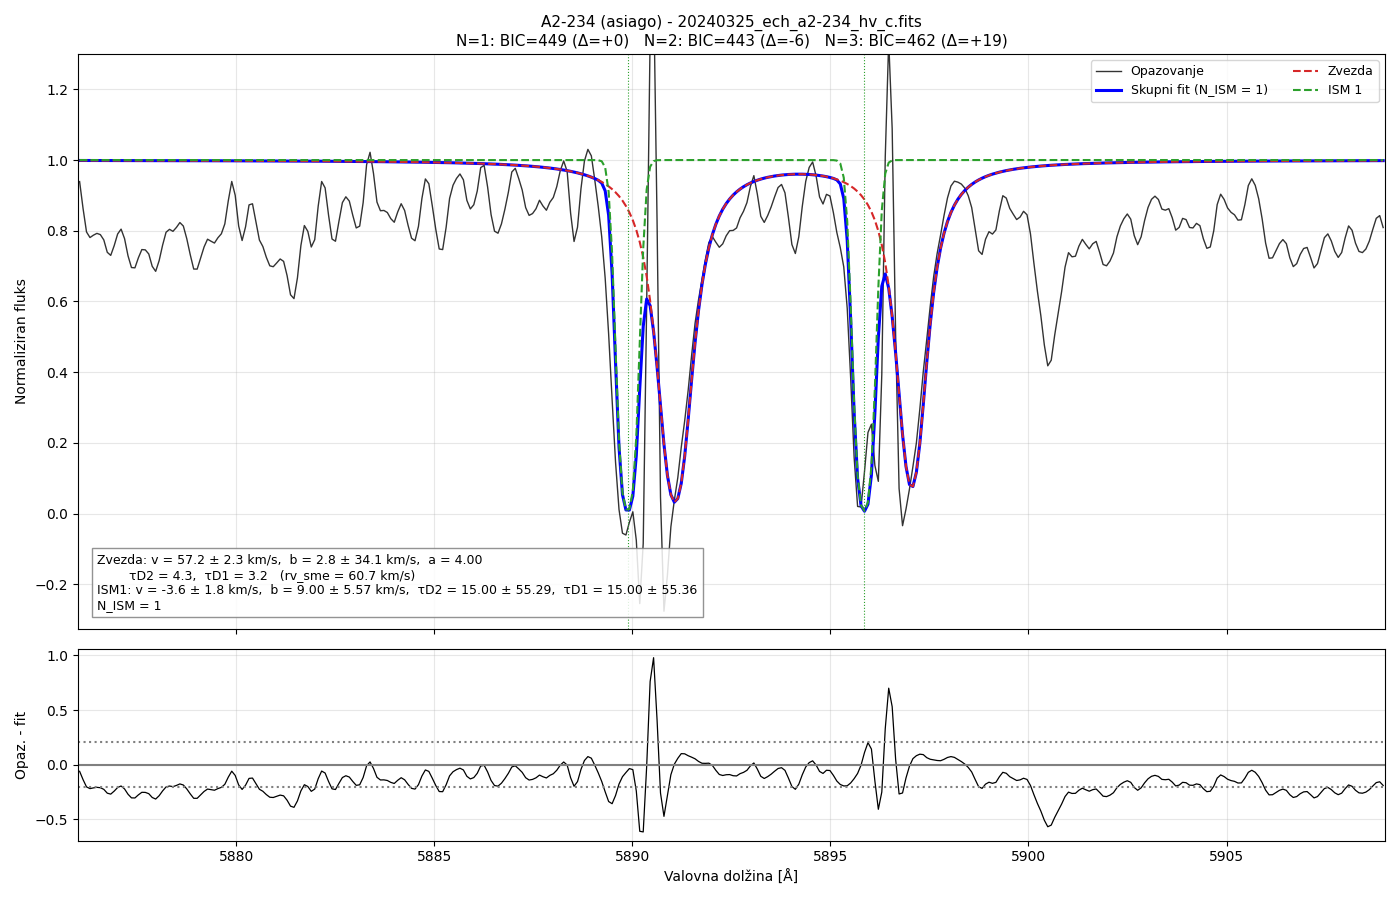 A2-234 (asiago) - 20240325_ech_a2-234_hv_c.fits
N=1: BIC=449 (Δ=+0)   N=2: BIC=443 (Δ=-6)   N=3: BIC=462 (Δ=+19)
Opazovanje
Skupni fit (N_ISM = 1)
Zvezda
ISM 1
Normaliziran fluks
1.2
1.0
0.8
0.6
0.4
0.2
0.0
−0.2
Zvezda: v = 57.2 ± 2.3 km/s,  b = 2.8 ± 34.1 km/s,  a = 4.00
τD2 = 4.3,  τD1 = 3.2   (rv_sme = 60.7 km/s)
ISM1: v = -3.6 ± 1.8 km/s,  b = 9.00 ± 5.57 km/s,  τD2 = 15.00 ± 55.29,  τD1 = 15.00 ± 55.36
N_ISM = 1
Opaz. - fit
1.0
0.5
0.0
−0.5
5880
5885
5890
5895
5900
5905
Valovna dolžina [Å]